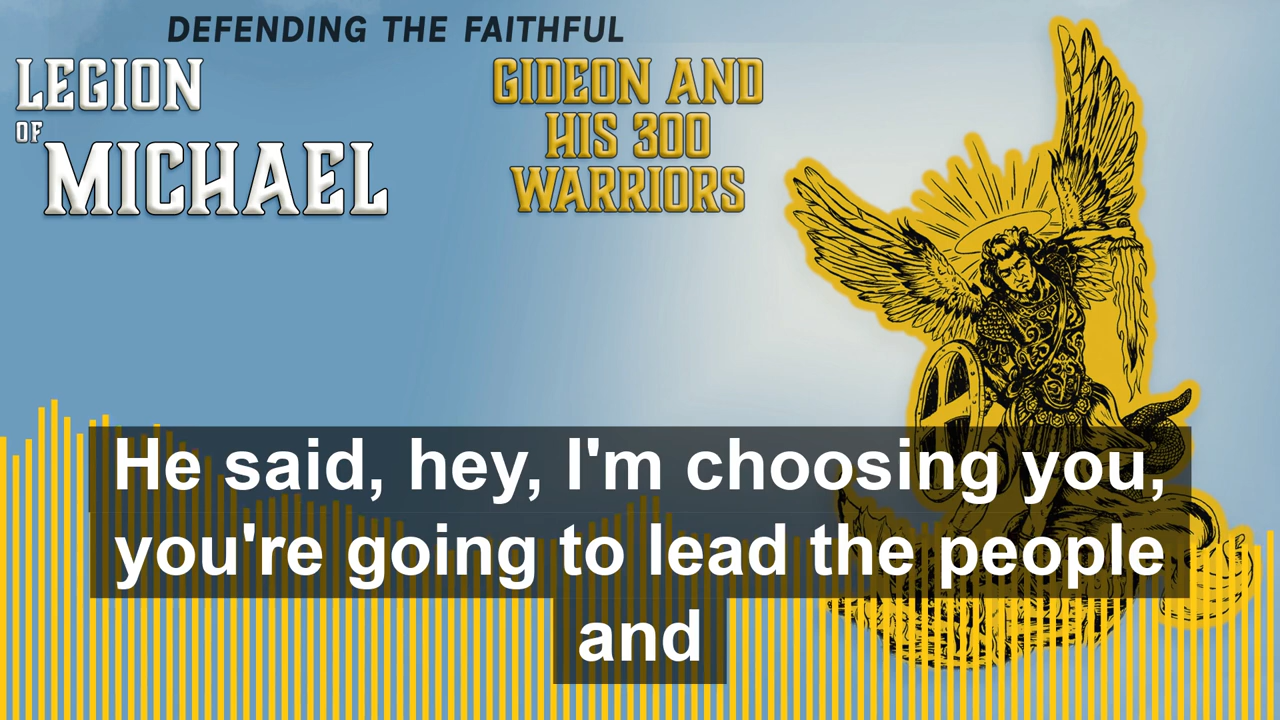 DEFENDING THE FAITHFUL
LEGION
OF
MICHAEL
GIDEON AND
HIS 300
WARRIORS
He said, hey, I'm choosing you,
you're going to lead the people
and